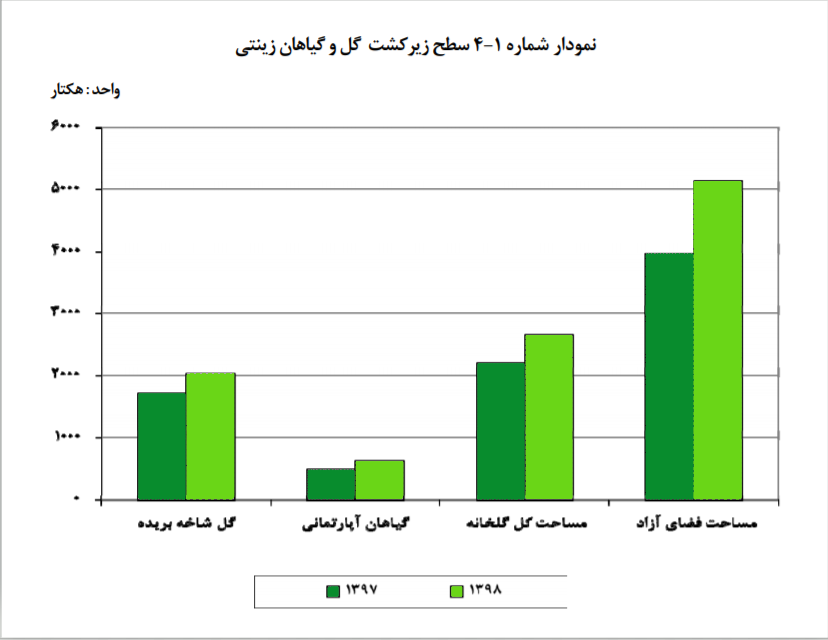 نمودار شماره ۱-۴ سطح زیرکشت گل و گیاهان زینتی
واحد: هکتار
۶۰۰۰
۵۰۰۰
۴۰۰۰
۳۰۰۰
۲۰۰۰
۱۰۰۰
۰
گل شاخه بریده
گیاهان آپارتمانی
مساحت کل گلخانه
مساحت فضای آزاد
۱۳۹۷
۱۳۹۸